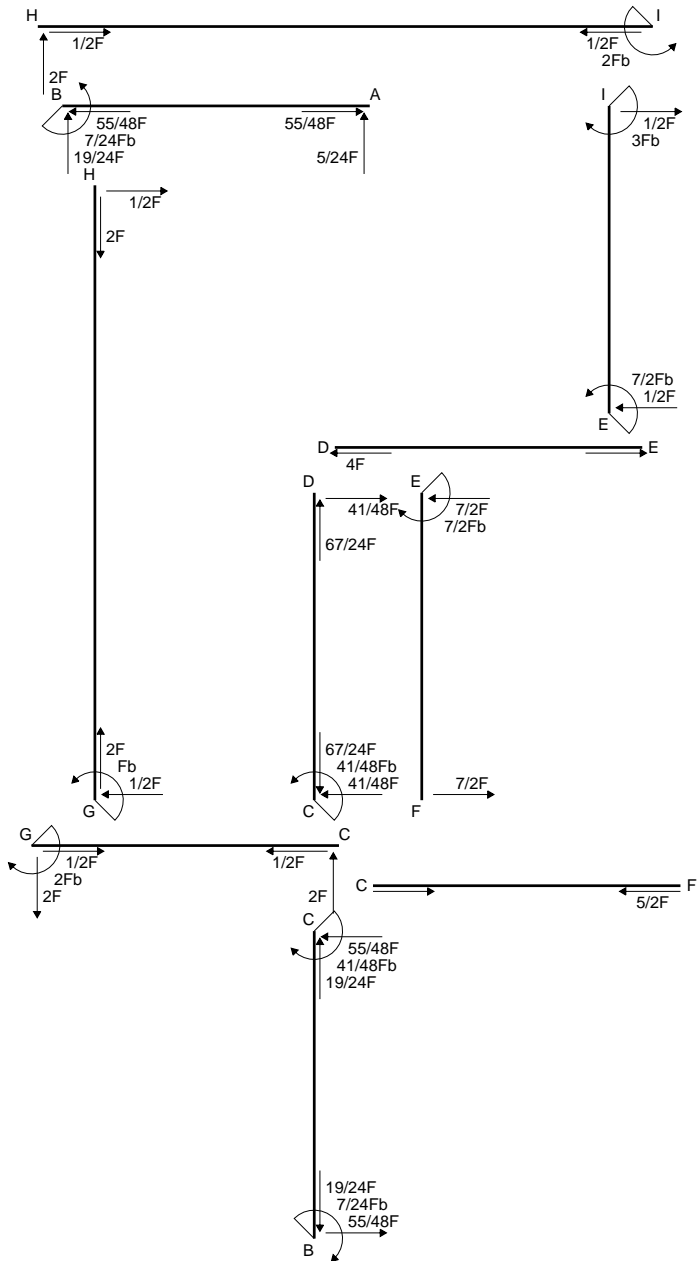 H
I
1/2F
1/2F
2Fb
2F
B
A
I
55/48F
55/48F
1/2F
7/24Fb
3Fb
19/24F
5/24F
H
1/2F
2F
7/2Fb
1/2F
E
D
E
4F
D
E
41/48F
7/2F
7/2Fb
67/24F
2F
67/24F
Fb
41/48Fb
1/2F
41/48F
7/2F
G
C
F
G
C
1/2F
1/2F
2Fb
2F
2F
C
F
5/2F
C
55/48F
41/48Fb
19/24F
19/24F
7/24Fb
55/48F
B